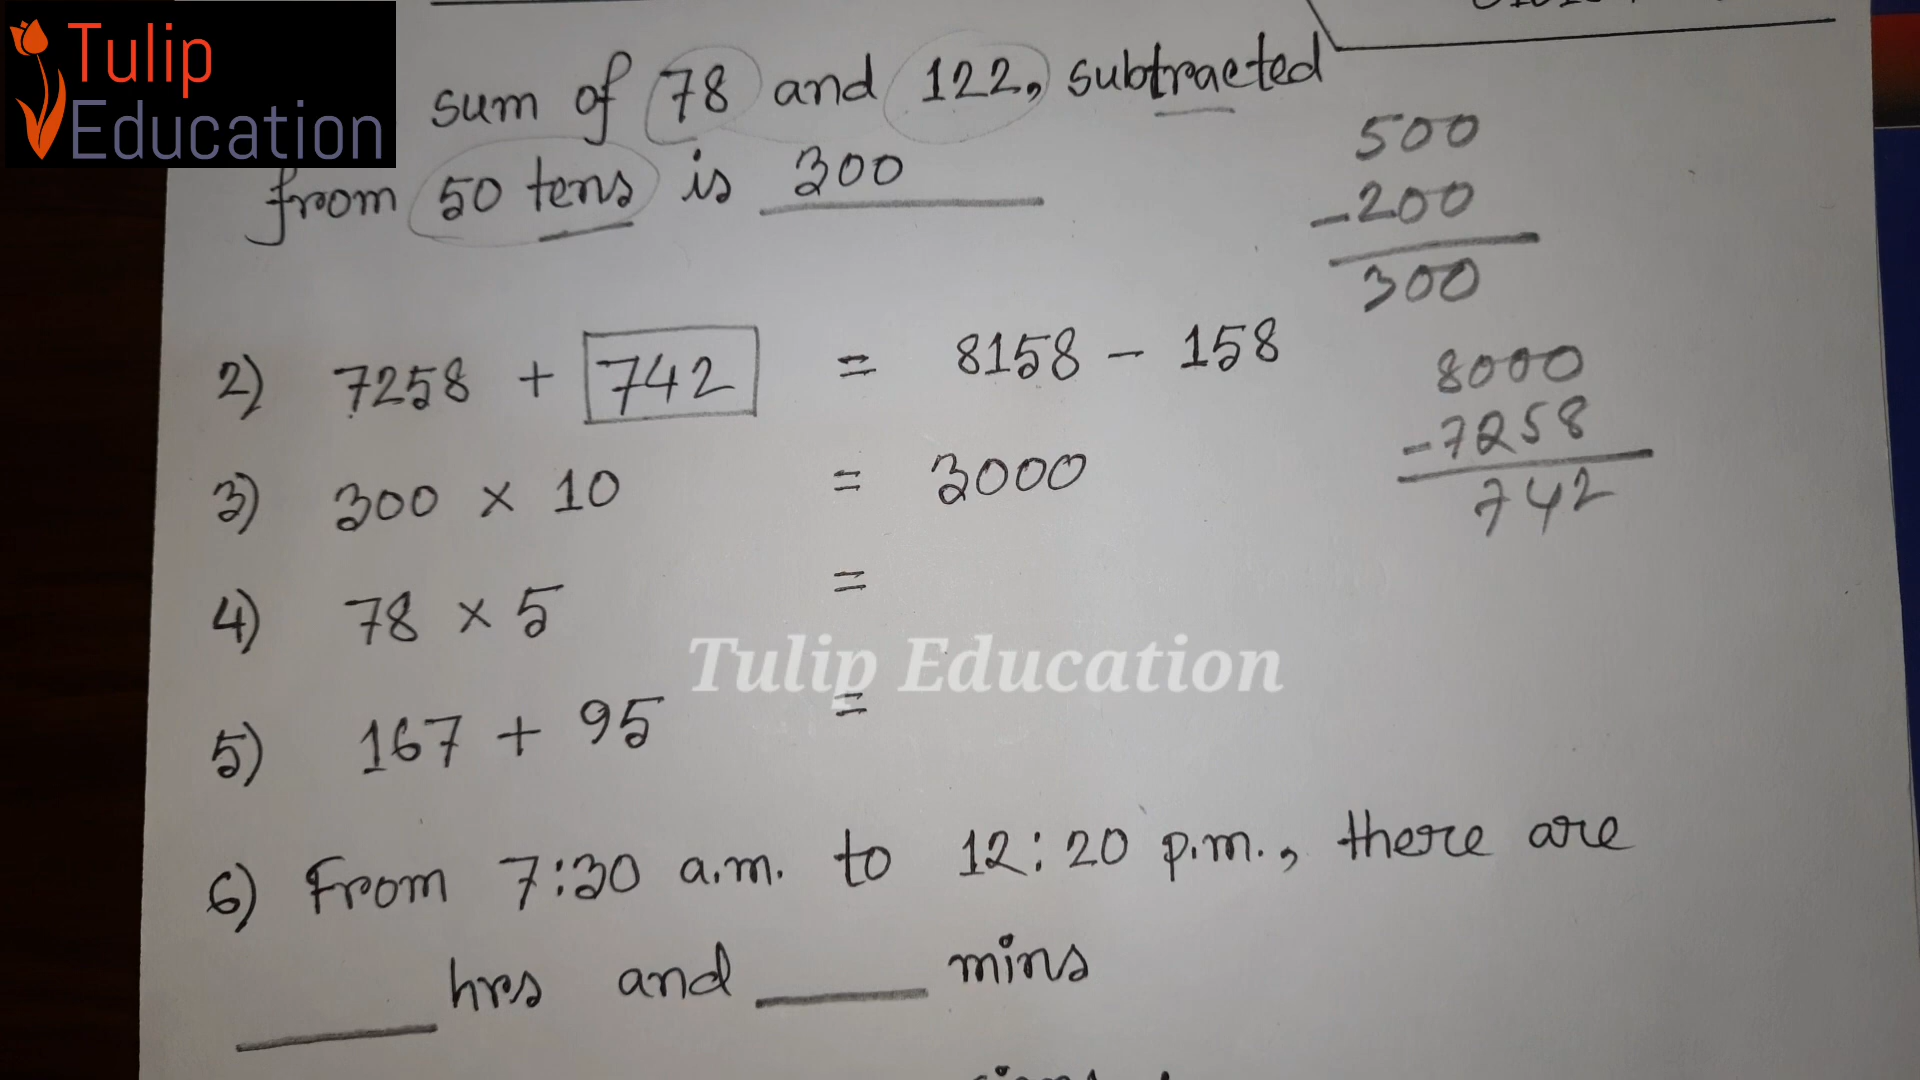 Tulip
Education
sum of 78 and 122, subtracted
from 50 tens is 300
500
-200
300
2) 7258 + 742 = 8158 - 158
8000
-7258
742
3) 300 × 10 = 3000
4) 78 × 5 =
Tulip Education
5) 167 + 95 =
6) From 7:30 a.m. to 12:20 p.m., there are
hrs and mins